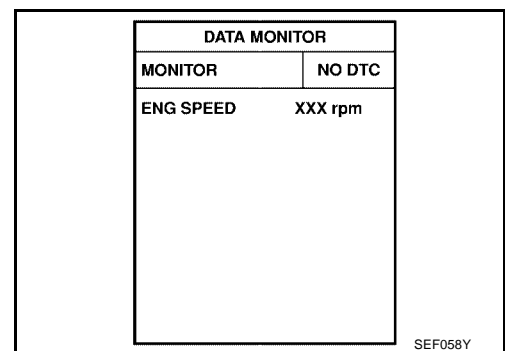 DATA MONITOR
MONITOR NO DTC
ENG SPEED XXX rpm
SEF058Y